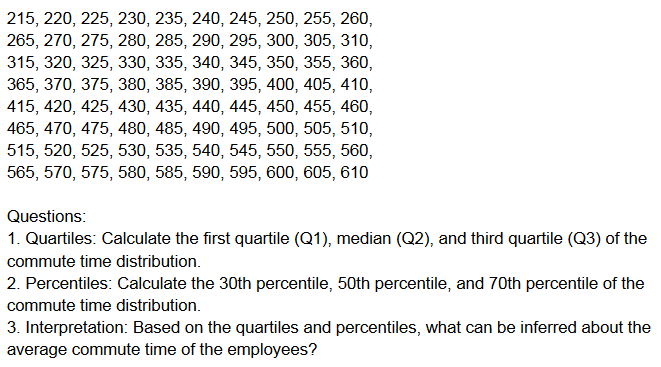 215, 220, 225, 230, 235, 240, 245, 250, 255, 260,
265, 270, 275, 280, 285, 290, 295, 300, 305, 310,
315, 320, 325, 330, 335, 340, 345, 350, 355, 360,
365, 370, 375, 380, 385, 390, 395, 400, 405, 410,
415, 420, 425, 430, 435, 440, 445, 450, 455, 460,
465, 470, 475, 480, 485, 490, 495, 500, 505, 510,
515, 520, 525, 530, 535, 540, 545, 550, 555, 560,
565, 570, 575, 580, 585, 590, 595, 600, 605, 610
Questions:
1. Quartiles: Calculate the first quartile (Q1), median (Q2), and third quartile (Q3) of the
commute time distribution.
2. Percentiles: Calculate the 30th percentile, 50th percentile, and 70th percentile of the
commute time distribution.
3. Interpretation: Based on the quartiles and percentiles, what can be inferred about the
average commute time of the employees?